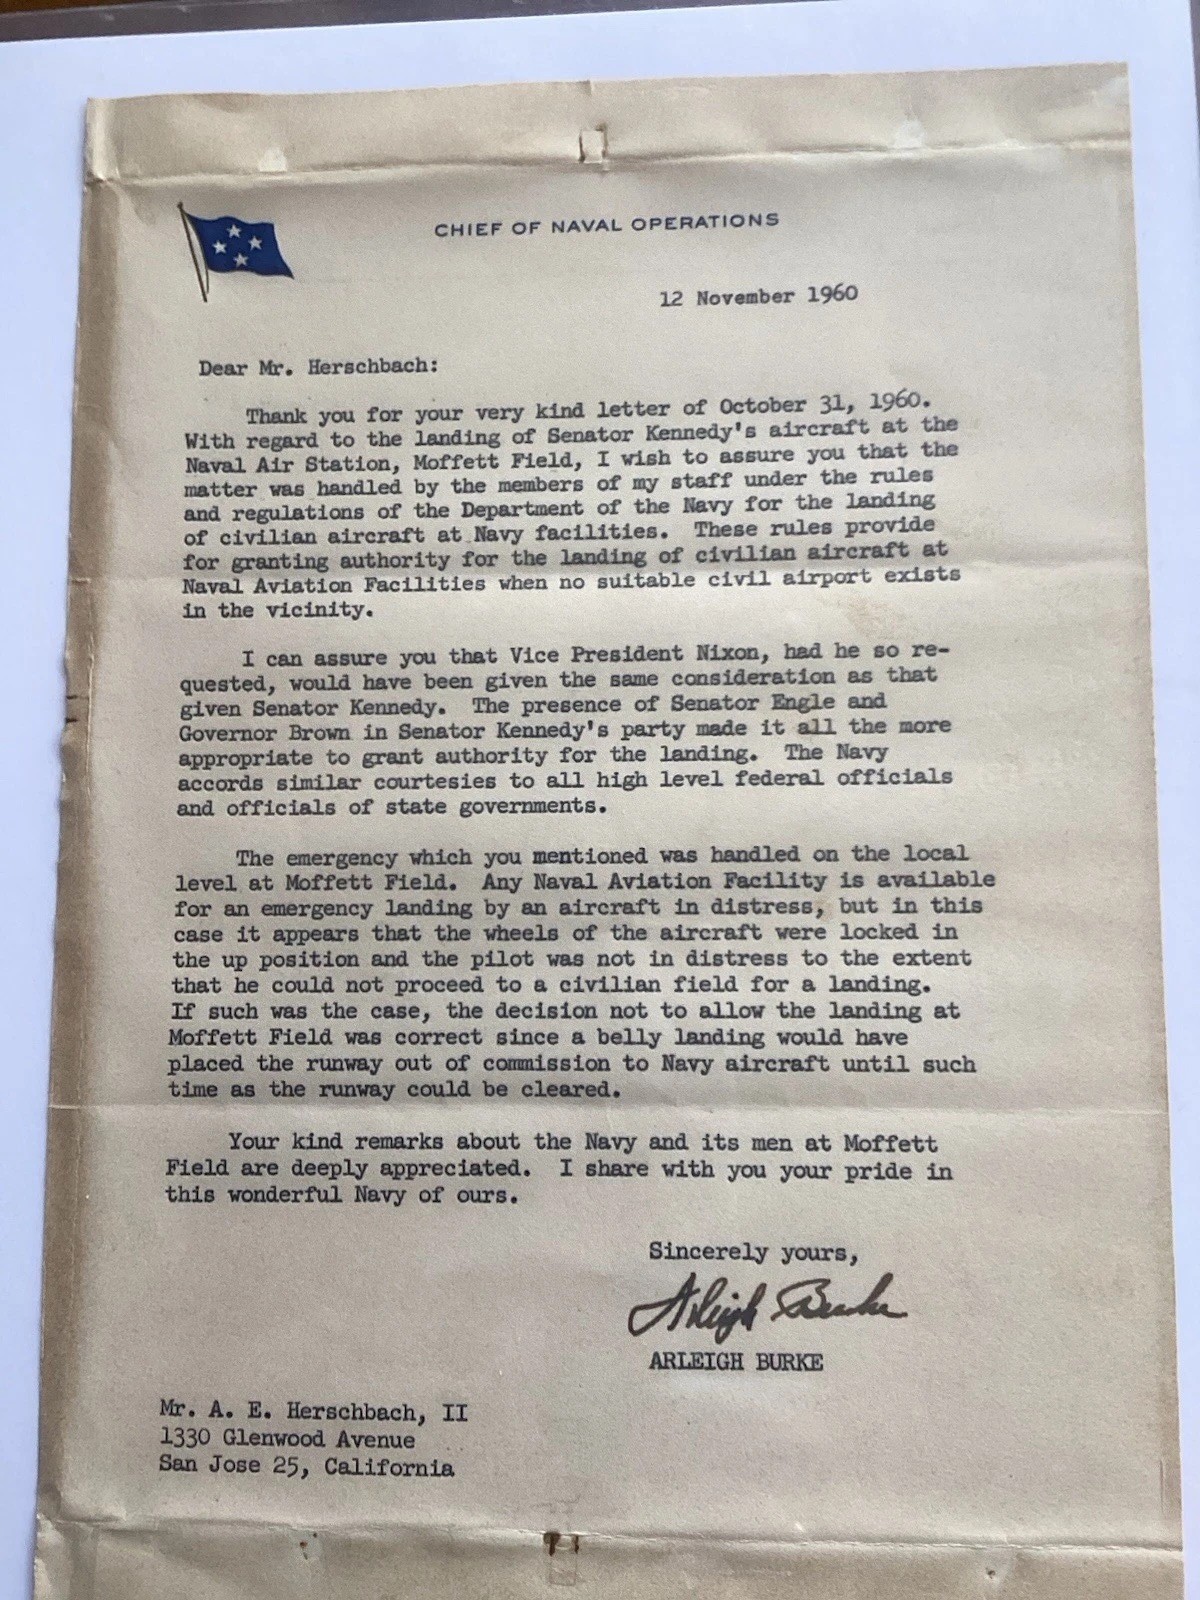 CHIEF OF NAVAL OPERATIONS
12 November 1960
Dear Mr. Herschbach:
Thank you for your very kind letter of October 31, 1960.
With regard to the landing of Senator Kennedy's aircraft at the
Naval Air Station, Moffett Field, I wish to assure you that the
matter was handled by the members of my staff under the rules
and regulations of the Department of the Navy for the landing
of civilian aircraft at Navy facilities. These rules provide
for granting authority for the landing of civilian aircraft at
Naval Aviation Facilities when no suitable civil airport exists
in the vicinity.
I can assure you that Vice President Nixon, had he so re-
quested, would have been given the same consideration as that
given Senator Kennedy. The presence of Senator Engle and
Governor Brown in Senator Kennedy's party made it all the more
appropriate to grant authority for the landing. The Navy
accords similar courtesies to all high level federal officials
and officials of state governments.
The emergency which you mentioned was handled on the local
level at Moffett Field. Any Naval Aviation Facility is available
for an emergency landing by an aircraft in distress, but in this
case it appears that the wheels of the aircraft were locked in
the up position and the pilot was not in distress to the extent
that he could not proceed to a civilian field for a landing.
If such was the case, the decision not to allow the landing at
Moffett Field was correct since a belly landing would have
placed the runway out of commission to Navy aircraft until such
time as the runway could be cleared.
Your kind remarks about the Navy and its men at Moffett
Field are deeply appreciated. I share with you your pride in
this wonderful Navy of ours.
Sincerely yours,
Arleigh Burke
ARLEIGH BURKE
Mr. A. E. Herschbach, II
1330 Glenwood Avenue
San Jose 25, California